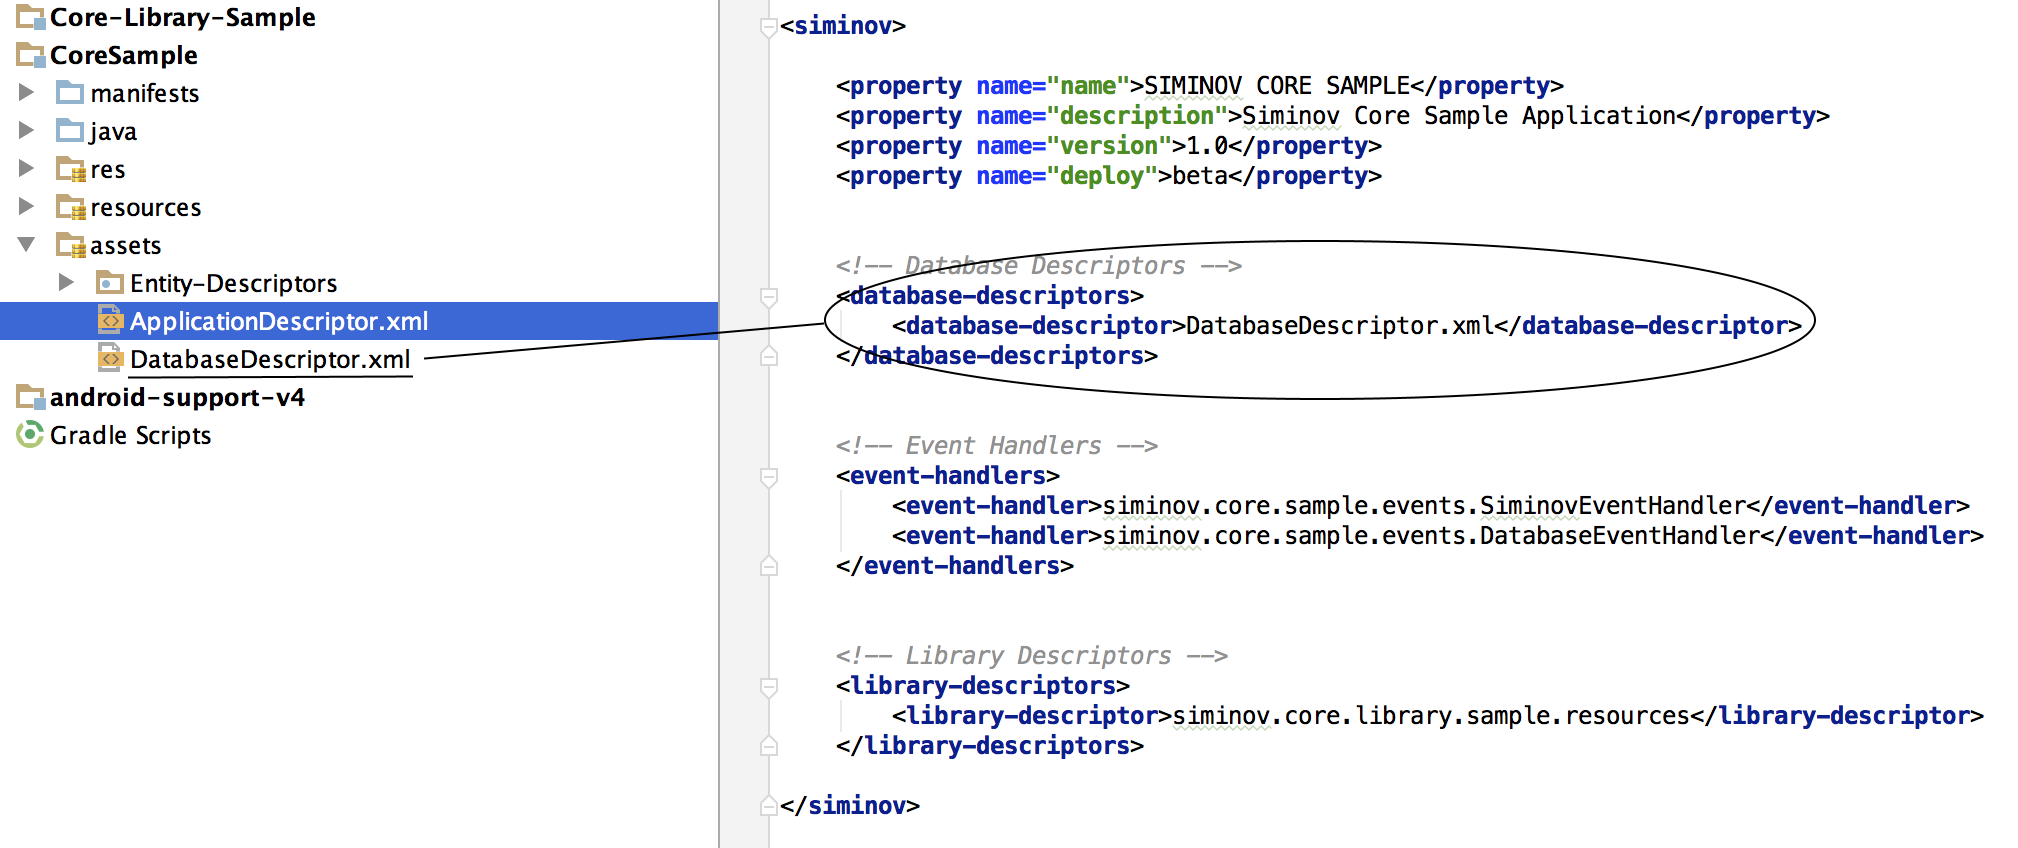 Core-Library-Sample
CoreSample
manifests
java
res
resources
assets
Entity-Descriptors
ApplicationDescriptor.xml
DatabaseDescriptor.xml
android-support-v4
Gradle Scripts
<siminov>
<property name="name">SIMINOV CORE SAMPLE</property>
<property name="description">Siminov Core Sample Application</property>
<property name="version">1.0</property>
<property name="deploy">beta</property>
<!-- Database Descriptors -->
<database-descriptors>
<database-descriptor>DatabaseDescriptor.xml</database-descriptor>
</database-descriptors>
<!-- Event Handlers -->
<event-handlers>
<event-handler>siminov.core.sample.events.SiminovEventHandler</event-handler>
<event-handler>siminov.core.sample.events.DatabaseEventHandler</event-handler>
</event-handlers>
<!-- Library Descriptors -->
<library-descriptors>
<library-descriptor>siminov.core.library.sample.resources</library-descriptor>
</library-descriptors>
</siminov>